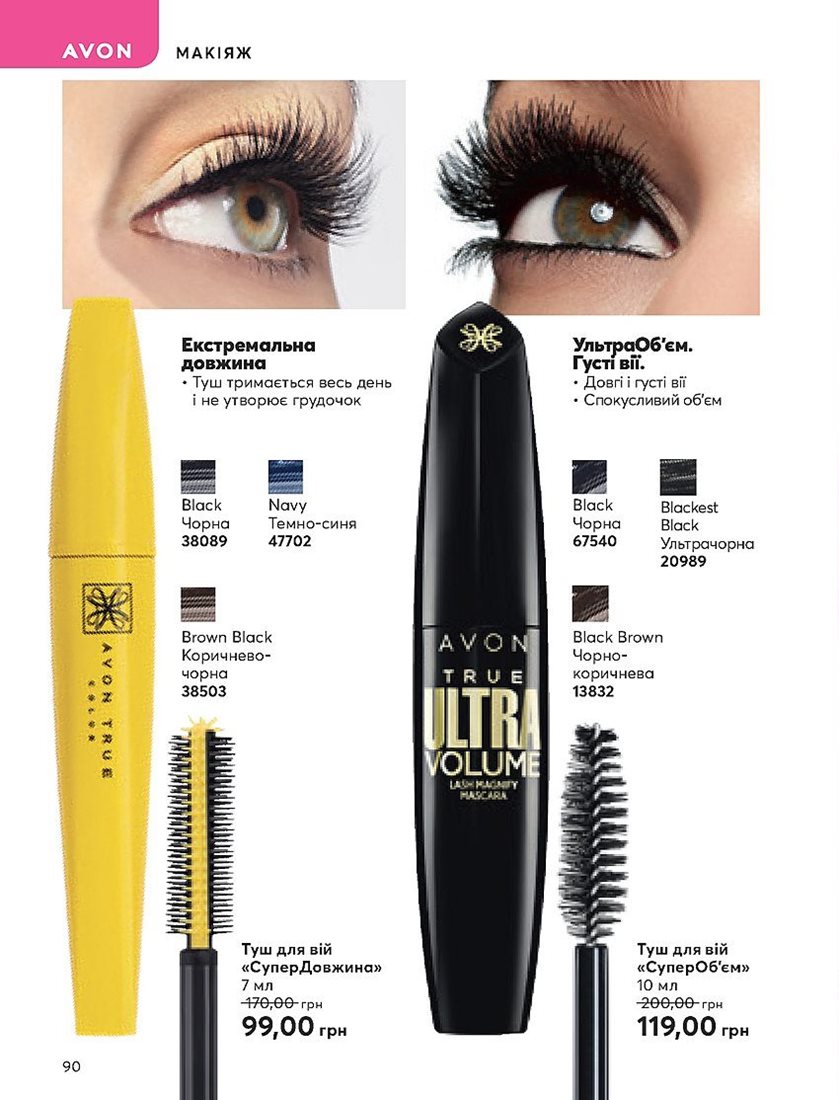 AVON
МАКІЯЖ
Екстремальна
довжина
• Туш тримається весь день
і не утворює грудочок
Black
Чорна
38089
Navy
Темно-синя
47702
Brown Black
Коричнево-
чорна
38503
AVON TRUE
COLOR
Туш для вій
«СуперДовжина»
7 мл
170,00 грн
99,00 грн
УльтраОб’єм.
Густі вії.
• Довгі і густі вії
• Спокусливий об’єм
Black
Чорна
67540
Blackest
Black
Ультрачорна
20989
Black Brown
Чорно-
коричнева
13832
AVON
TRUE
ULTRA
VOLUME
LASH MAGNIFY
MASCARA
Туш для вій
«СуперОб’єм»
10 мл
200,00 грн
119,00 грн
90